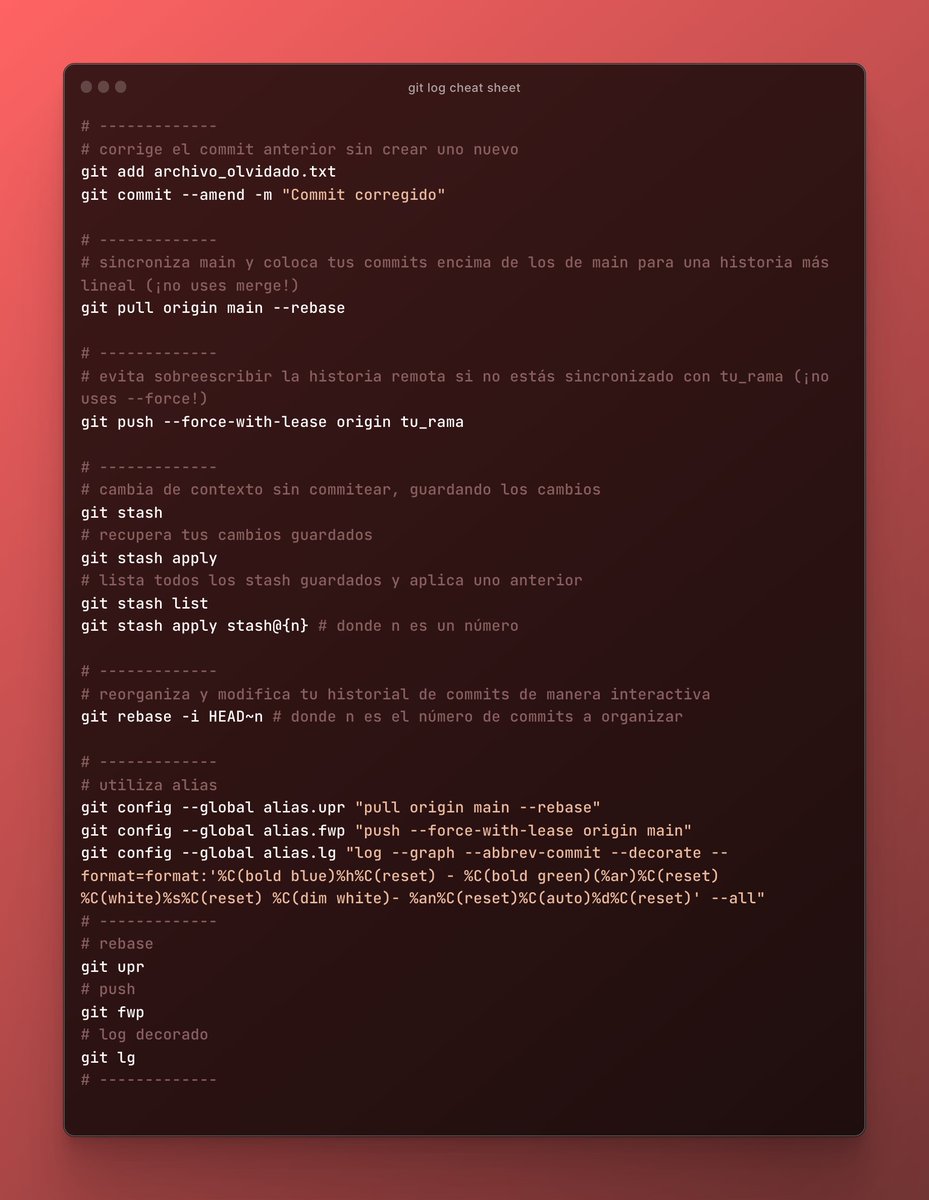 git log cheat sheet
# -------------
# corrige el commit anterior sin crear uno nuevo
git add archivo_olvidado.txt
git commit --amend -m "Commit corregido"
# -------------
# sincroniza main y coloca tus commits encima de los de main para una historia más
lineal (¡no uses merge!)
git pull origin main --rebase
# -------------
# evita sobreescribir la historia remota si no estás sincronizado con tu_rama (¡no
uses --force!)
git push --force-with-lease origin tu_rama
# -------------
# cambia de contexto sin commitear, guardando los cambios
git stash
# recupera tus cambios guardados
git stash apply
# lista todos los stash guardados y aplica uno anterior
git stash list
git stash apply stash@{n} # donde n es un número
# -------------
# reorganiza y modifica tu historial de commits de manera interactiva
git rebase -i HEAD~n # donde n es el número de commits a organizar
# -------------
# utiliza alias
git config --global alias.upr "pull origin main --rebase"
git config --global alias.fwp "push --force-with-lease origin main"
git config --global alias.lg "log --graph --abbrev-commit --decorate --
format=format:'%C(bold blue)%h%C(reset) - %C(bold green)(%ar)%C(reset)
%C(white)%s%C(reset) %C(dim white)- %an%C(reset)%C(auto)%d%C(reset)' --all"
# -------------
# rebase
git upr
# push
git fwp
# log decorado
git lg
# -------------